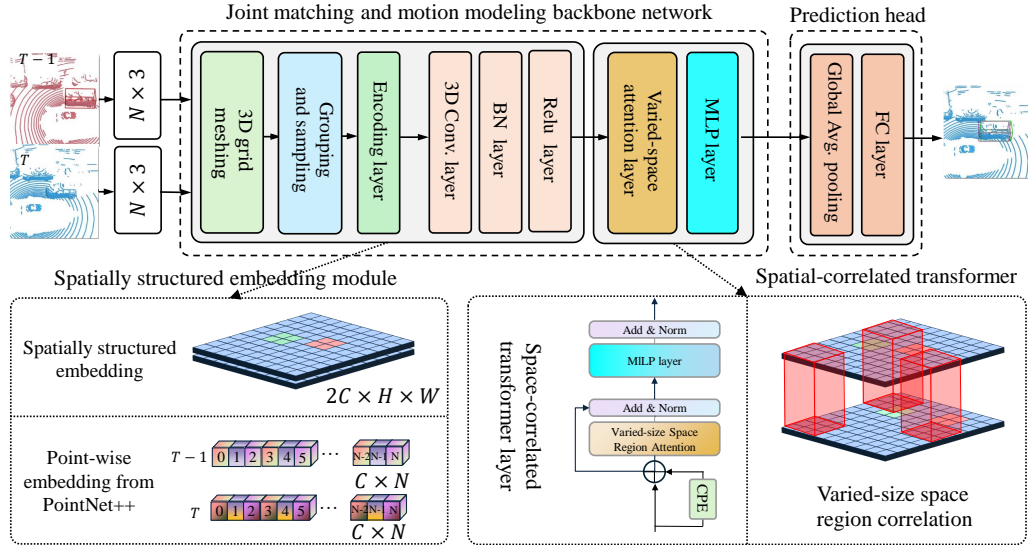 Joint matching and motion modeling backbone network
Prediction head
T − 1
N × 3
T
N × 3
3D grid
meshing
Grouping
and sampling
Encoding layer
3D Conv. layer
BN layer
Relu layer
Varied-space
attention layer
MLP layer
Global Avg. pooling
FC layer
Spatially structured embedding module
Spatial-correlated transformer
Spatially structured
embedding
2C × H × W
Point-wise
embedding from
PointNet++
T − 1
0 1 2 3 4 5 ··· N-2 N-1 N
C × N
T
0 1 2 3 4 5 ··· N-2 N-1 N
C × N
Space-correlated
transformer layer
Add & Norm
MILP layer
Add & Norm
Varied-size Space
Region Attention
CPE
Varied-size space
region correlation